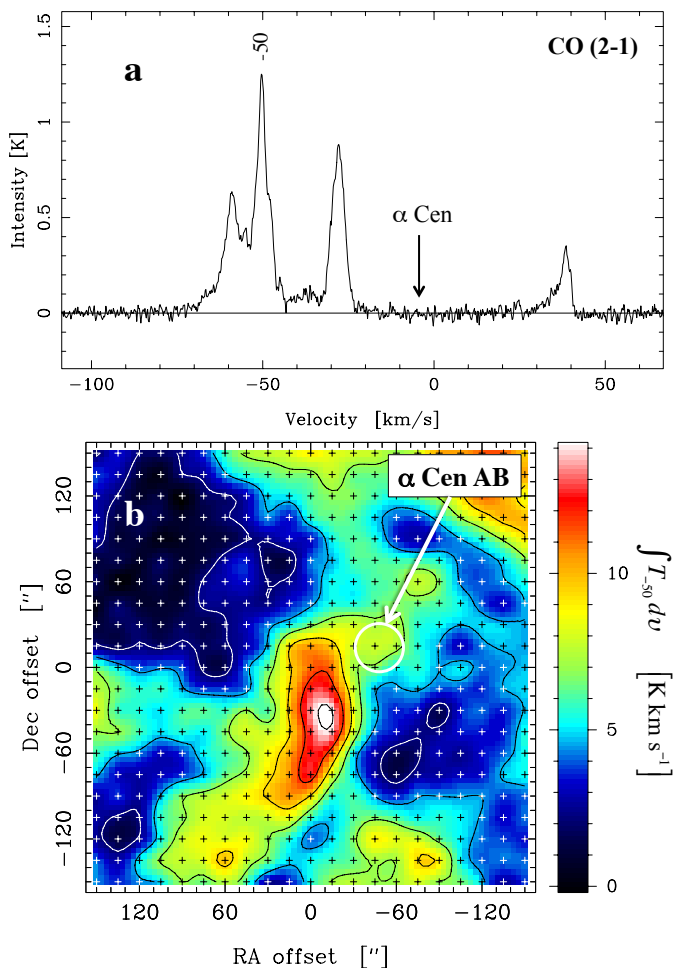 1.5
1
0.5
0
Intensity [K]
a
-50
CO (2-1)
α Cen
−100
−50
0
50
Velocity [km/s]
b
α Cen AB
120
60
0
−60
−120
Dec offset ["]
120
60
0
−60
−120
RA offset ["]
10
5
0
∫T₋₅₀ dv [K km s⁻¹]